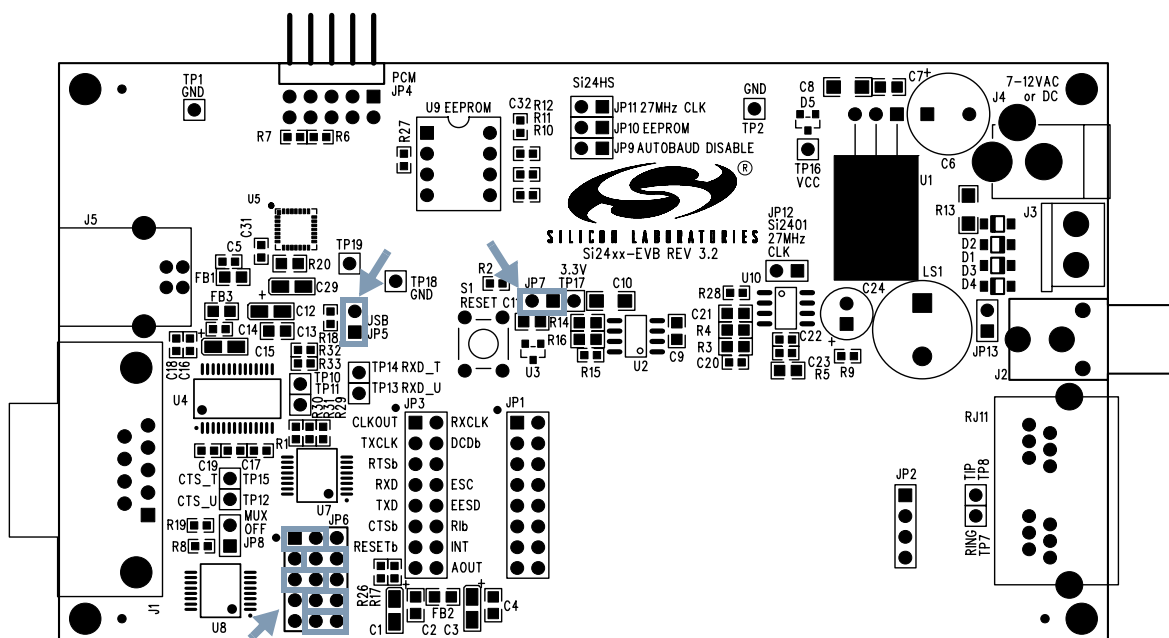 PCM
JP4
TP1
GND
R7
R6
U9 EEPROM
R27
C32
R12
R11
R10
Si24HS
JP11 27MHz CLK
JP10 EEPROM
JP9 AUTOBAUD DISABLE
GND
TP2
C8
C7
+
D5
TP16
VCC
C6
U1
7-12VAC
or DC
J4
®
SILICON LABORATORIES
Si24xx-EVB REV 3.2
J5
U5
C31
C5
FB1
R20
TP19
TP18
GND
C29
FB3
+
C12
C14
C13
JSB
JP5
R18
R32
R33
C15
+
C18
C16
R2
S1
RESET
JP7
3.3V
TP17
C10
C11
R14
R16
R15
U3
U2
C9
JP12
Si2401
27MHz
CLK
U10
R28
C21
R4
R3
C20
C22
C23
R5
R9
+
C24
LS1
R13
J3
D2
D1
D3
D4
JP13
J2
U4
TP10
TP11
TP14 RXD_T
TP13 RXD_U
R30
R31
R29
R1
C19
C17
CTS_T TP15
CTS_U TP12
MUX
OFF
JP8
R19
R8
U7
JP6
J1
U8
JP3
JP1
CLKOUT RXCLK
TXCLK DCDb
RTSb
RXD ESC
TXD EESD
CTSb RIb
RESETb INT
AOUT
R26
R17
+
+
C1
C2
FB2
C3
C4
JP2
RJ11
TIP
TP8
RING
TP7